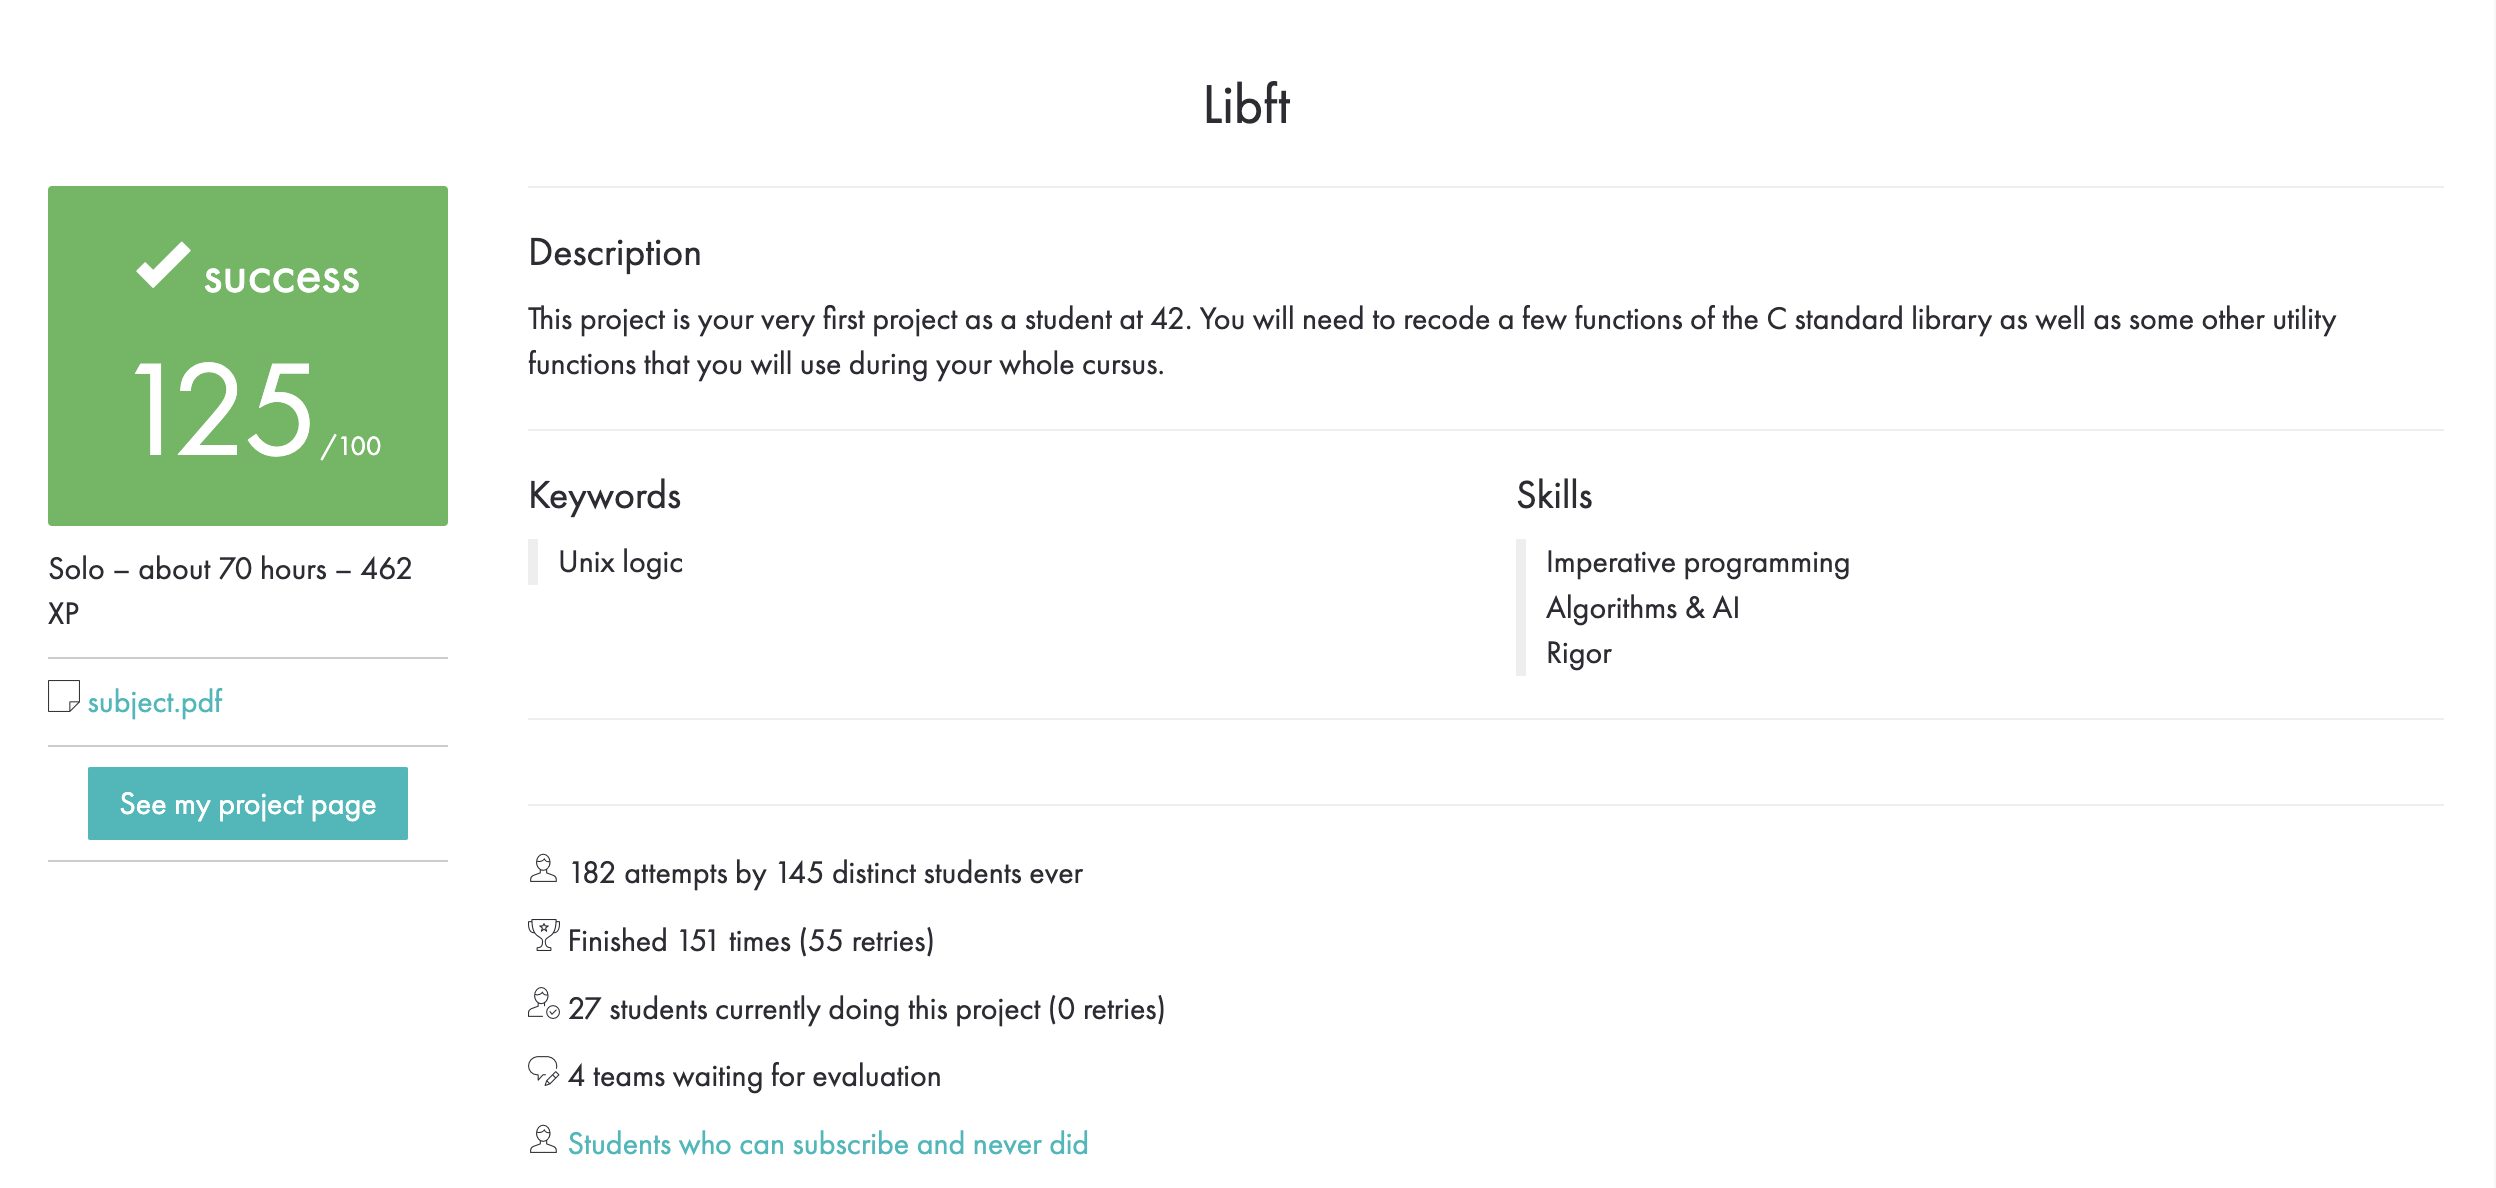 Libft
success
125/100
Solo – about 70 hours – 462
XP
subject.pdf
See my project page
Description
This project is your very first project as a student at 42. You will need to recode a few functions of the C standard library as well as some other utility
functions that you will use during your whole cursus.
Keywords
Unix logic
Skills
Imperative programming
Algorithms & AI
Rigor
182 attempts by 145 distinct students ever
Finished 151 times (55 retries)
27 students currently doing this project (0 retries)
4 teams waiting for evaluation
Students who can subscribe and never did